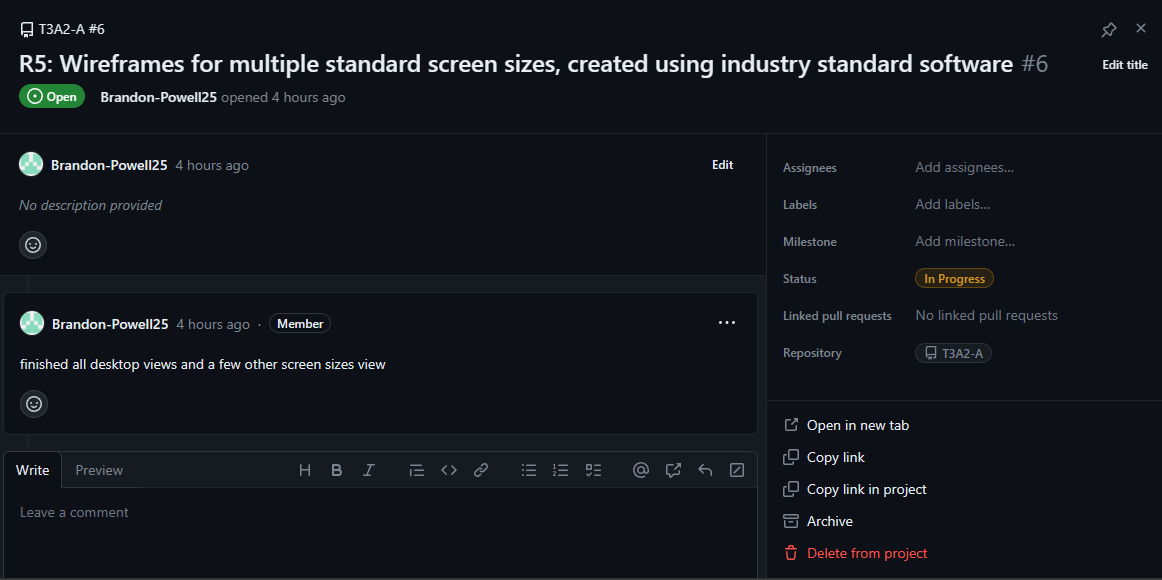 T3A2-A #6
R5: Wireframes for multiple standard screen sizes, created using industry standard software #6
Edit title
Open
Brandon-Powell25 opened 4 hours ago
Brandon-Powell25 4 hours ago
Edit
No description provided
Brandon-Powell25 4 hours ago · Member
finished all desktop views and a few other screen sizes view
Write Preview
Leave a comment
Assignees Add assignees...
Labels Add labels...
Milestone Add milestone...
Status In Progress
Linked pull requests No linked pull requests
Repository T3A2-A
Open in new tab
Copy link
Copy link in project
Archive
Delete from project